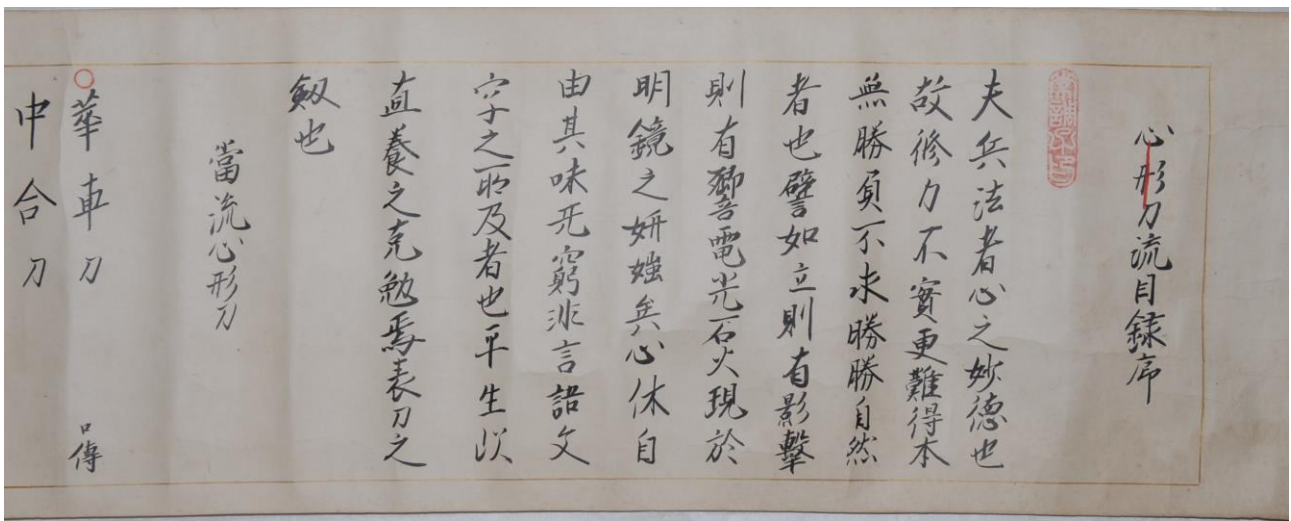 心形刀流目録序
夫兵法者心之妙德也
故修力不實更難得本
無勝負不求勝勝自然
者也譬如立則有影擊
則有響電光石火現於
明鏡之妍媸矣心休自
由其味无窮非言語文
字之所及者也平生以
直養之克勉焉表刀之
剱也
當流心形刀
華車刀 口傳
中合刀